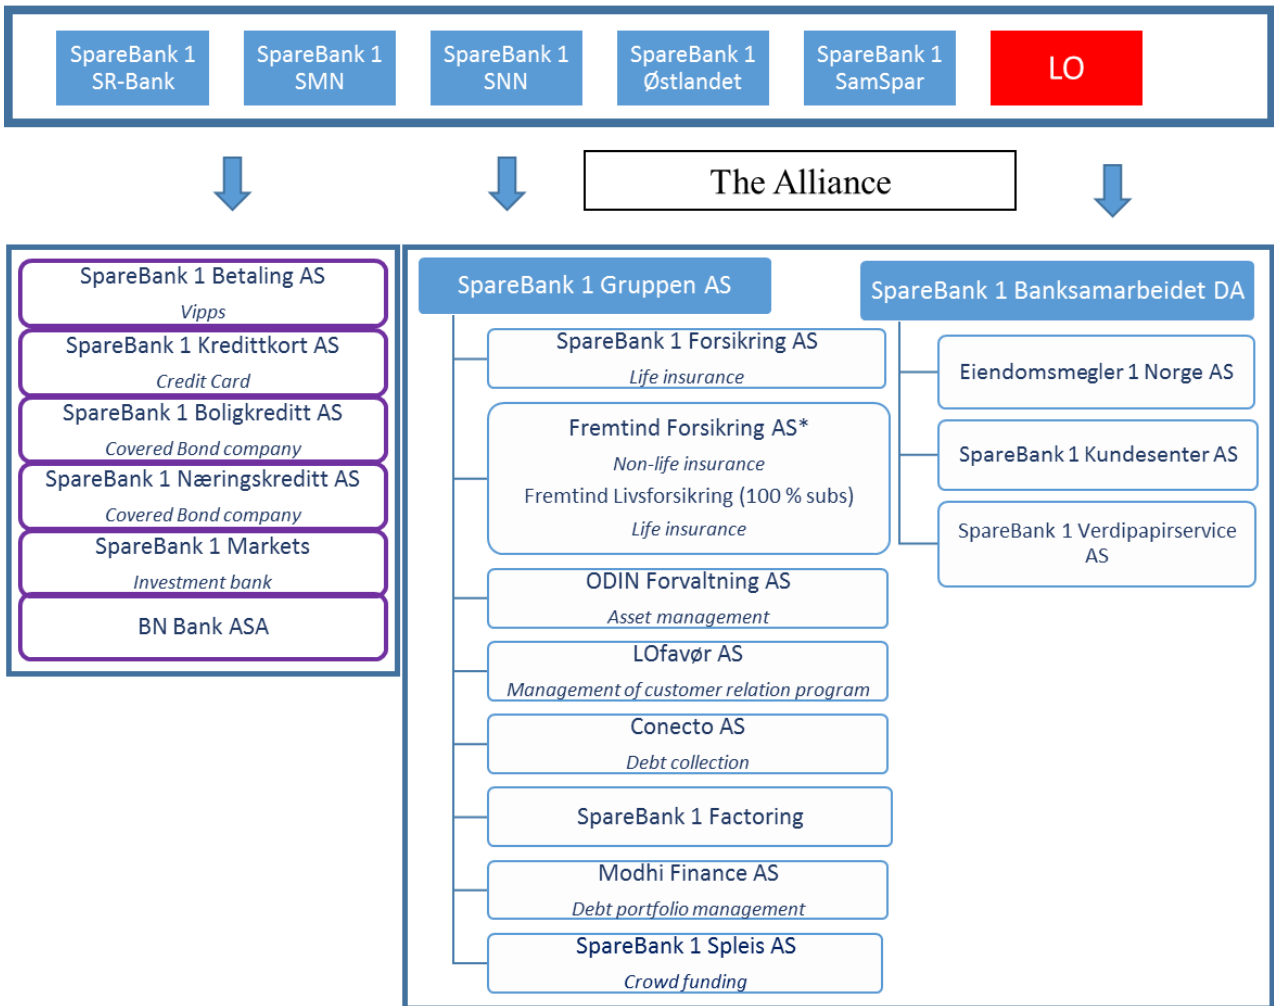 SpareBank 1
SR-Bank
SpareBank 1
SMN
SpareBank 1
SNN
SpareBank 1
Østlandet
SpareBank 1
SamSpar
LO
The Alliance
SpareBank 1 Betaling AS
Vipps
SpareBank 1 Kredittkort AS
Credit Card
SpareBank 1 Boligkreditt AS
Covered Bond company
SpareBank 1 Næringskreditt AS
Covered Bond company
SpareBank 1 Markets
Investment bank
BN Bank ASA
SpareBank 1 Gruppen AS
SpareBank 1 Forsikring AS
Life insurance
Fremtind Forsikring AS*
Non-life insurance
Fremtind Livsforsikring (100 % subs)
Life insurance
ODIN Forvaltning AS
Asset management
LOfavør AS
Management of customer relation program
Conecto AS
Debt collection
SpareBank 1 Factoring
Modhi Finance AS
Debt portfolio management
SpareBank 1 Spleis AS
Crowd funding
SpareBank 1 Banksamarbeidet DA
Eiendomsmegler 1 Norge AS
SpareBank 1 Kundesenter AS
SpareBank 1 Verdipapirservice
AS